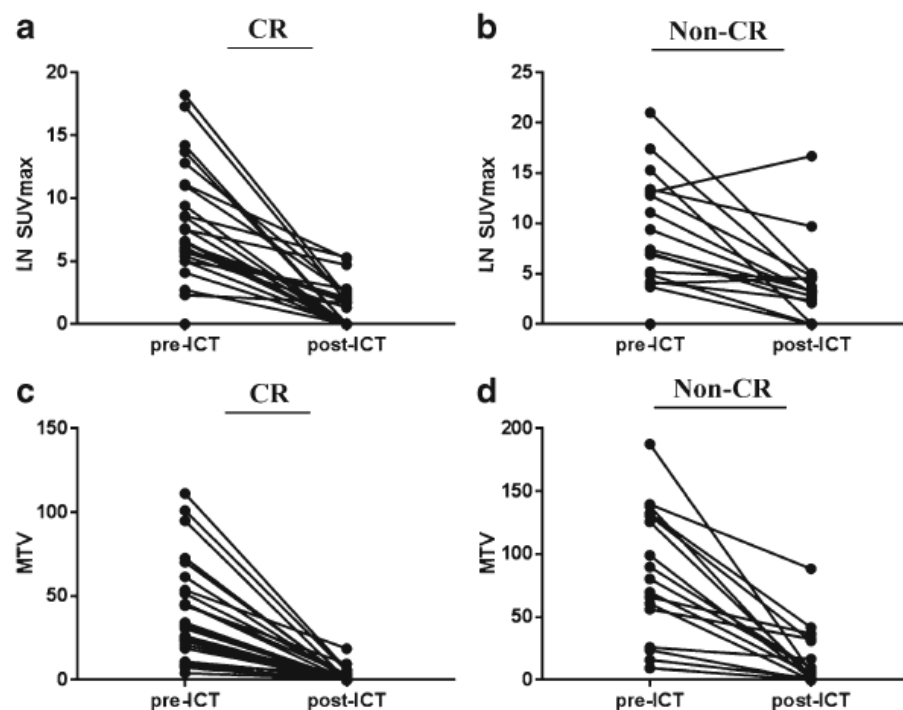 a
CR
LN SUVmax
20
15
10
5
0
pre-ICT
post-ICT
b
Non-CR
LN SUVmax
25
20
15
10
5
0
pre-ICT
post-ICT
c
CR
MTV
150
100
50
0
pre-ICT
post-ICT
d
Non-CR
MTV
200
150
100
50
0
pre-ICT
post-ICT